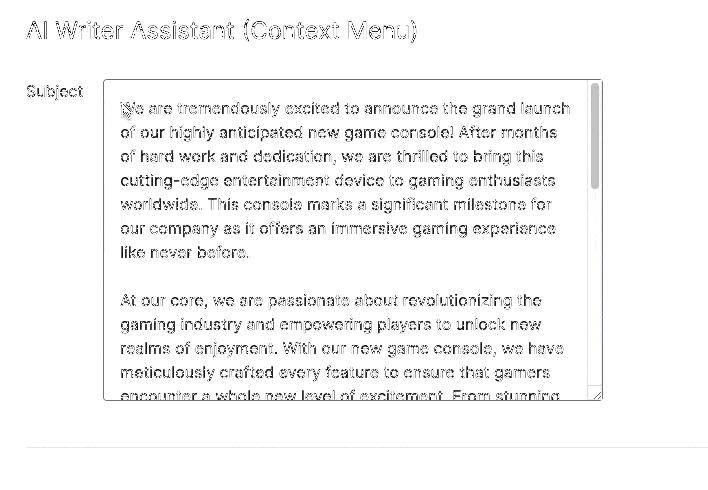 AI Writer Assistant (Context Menu)
Subject
We are tremendously excited to announce the grand launch
of our highly anticipated new game console! After months
of hard work and dedication, we are thrilled to bring this
cutting-edge entertainment device to gaming enthusiasts
worldwide. This console marks a significant milestone for
our company as it offers an immersive gaming experience
like never before.
At our core, we are passionate about revolutionizing the
gaming industry and empowering players to unlock new
realms of enjoyment. With our new game console, we have
meticulously crafted every feature to ensure that gamers
encounter a whole new level of excitement. From stunning